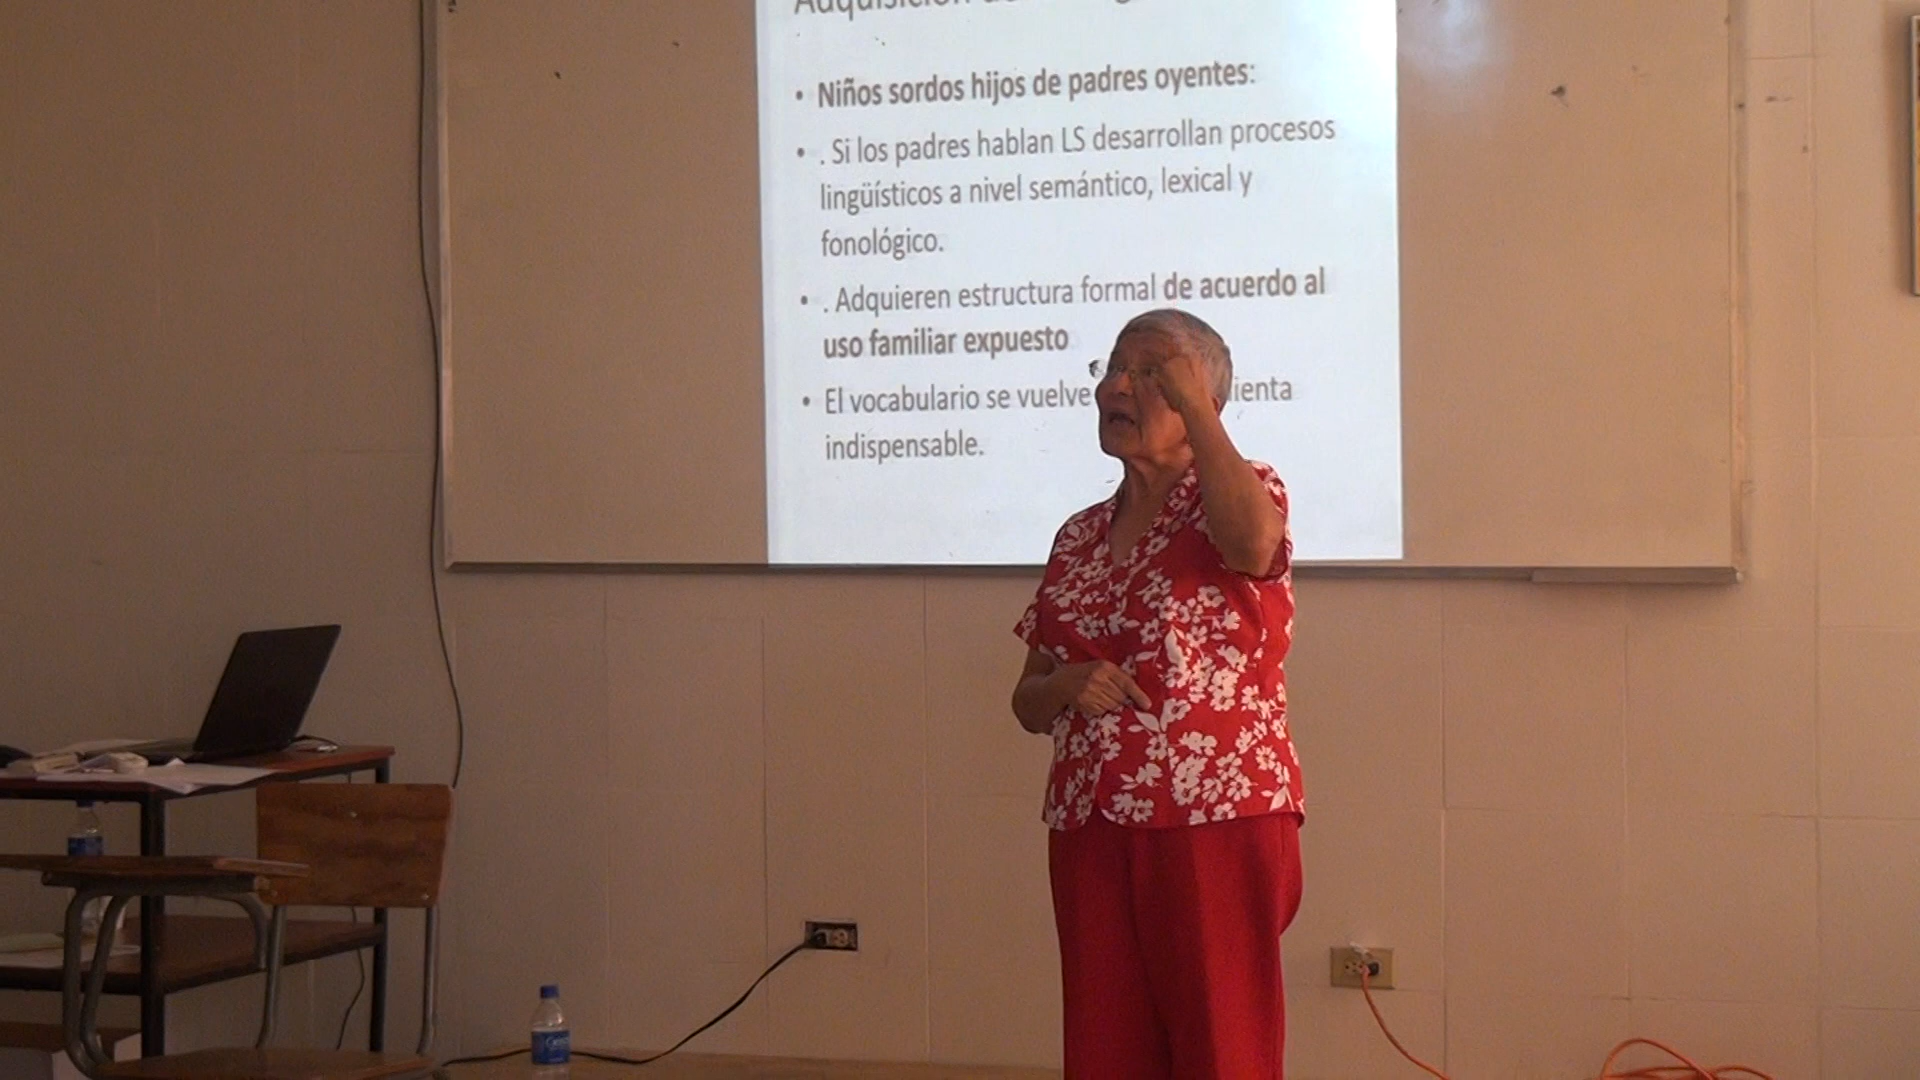 Adquisición
• Niños sordos hijos de padres oyentes:
• . Si los padres hablan LS desarrollan procesos
lingüísticos a nivel semántico, lexical y
fonológico.
• . Adquieren estructura formal de acuerdo al
uso familiar expuesto
• El vocabulario se vuelve
indispensable.